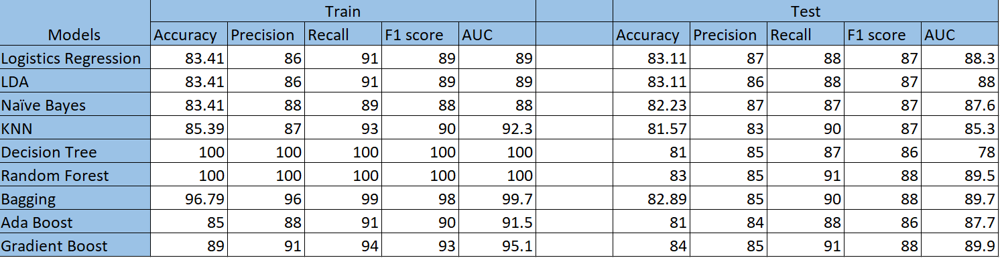 Train Test
Models Accuracy Precision Recall F1 score AUC Accuracy Precision Recall F1 score AUC
Logistics Regression 83.41 86 91 89 89 83.11 87 88 87 88.3
LDA 83.41 86 91 89 89 83.11 86 88 87 88
Naïve Bayes 83.41 88 89 88 88 82.23 87 87 87 87.6
KNN 85.39 87 93 90 92.3 81.57 83 90 87 85.3
Decision Tree 100 100 100 100 100 81 85 87 86 78
Random Forest 100 100 100 100 100 83 85 91 88 89.5
Bagging 96.79 96 99 98 99.7 82.89 85 90 88 89.7
Ada Boost 85 88 91 90 91.5 81 84 88 86 87.7
Gradient Boost 89 91 94 93 95.1 84 85 91 88 89.9